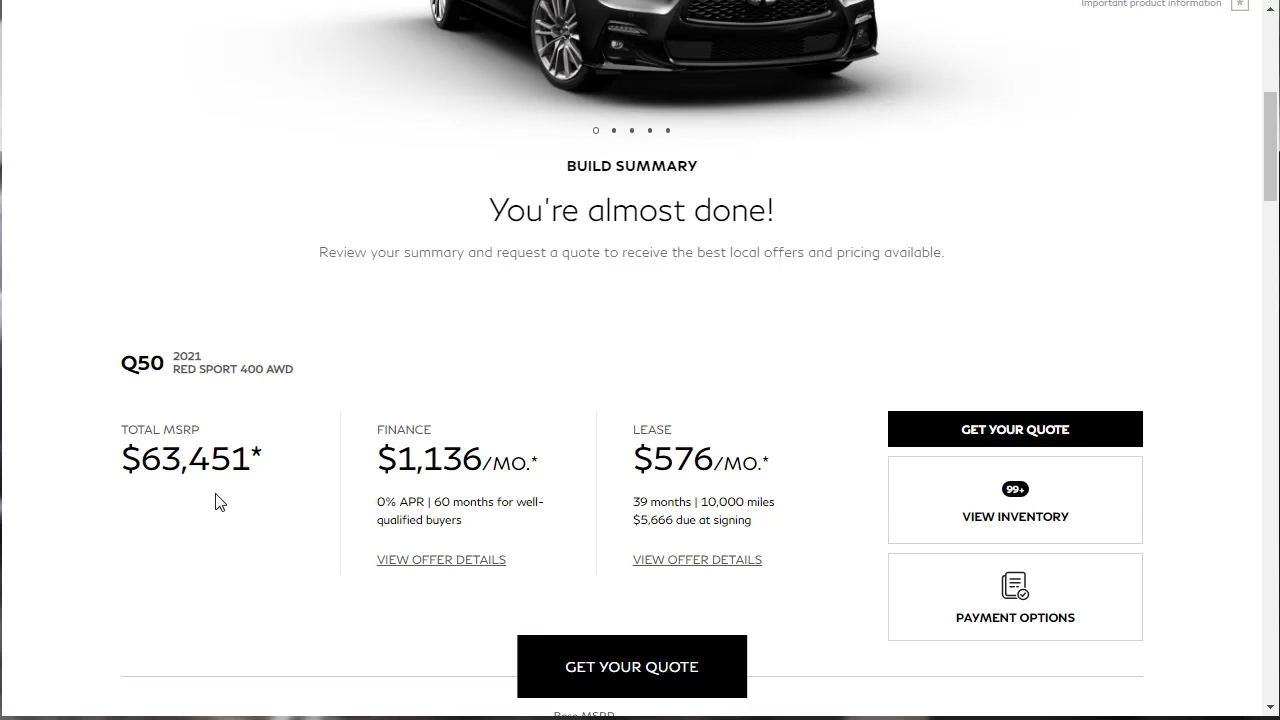 Important product information
BUILD SUMMARY
You're almost done!
Review your summary and request a quote to receive the best local offers and pricing available.
Q50 2021
RED SPORT 400 AWD
TOTAL MSRP
$63,451*
FINANCE
$1,136/MO.*
0% APR | 60 months for well-
qualified buyers
VIEW OFFER DETAILS
LEASE
$576/MO.*
39 months | 10,000 miles
$5,666 due at signing
VIEW OFFER DETAILS
GET YOUR QUOTE
99+
VIEW INVENTORY
PAYMENT OPTIONS
GET YOUR QUOTE
Base MSRP